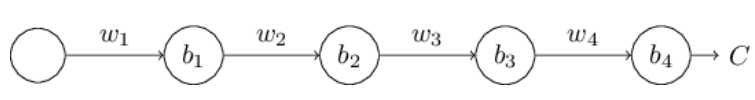 w₁ w₂ w₃ w₄
b₁ b₂ b₃ b₄ C